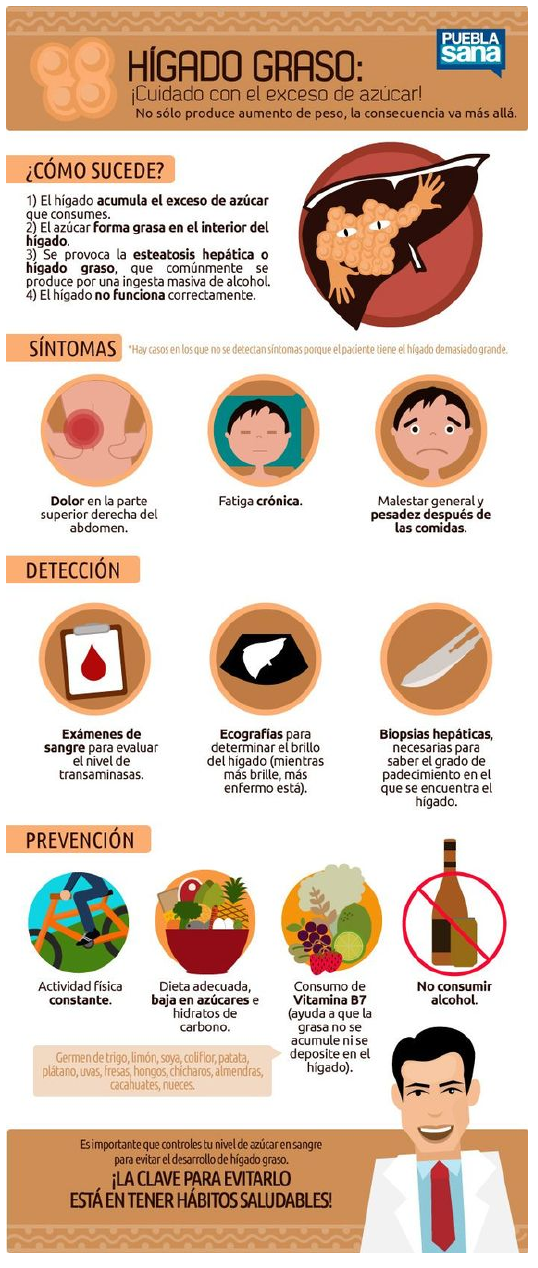 PUEBLA
sana
HÍGADO GRASO:
¡Cuidado con el exceso de azúcar!
No sólo produce aumento de peso, la consecuencia va más allá.
¿CÓMO SUCEDE?
1) El hígado acumula el exceso de azúcar
que consumes.
2) El azúcar forma grasa en el interior del
hígado.
3) Se provoca la esteatosis hepática o
hígado graso, que comúnmente se
produce por una ingesta masiva de alcohol.
4) El hígado no funciona correctamente.
SÍNTOMAS
*Hay casos en los que no se detectan síntomas porque el paciente tiene el hígado demasiado grande.
Dolor en la parte
superior derecha del
abdomen.
Fatiga crónica.
Malestar general y
pesadez después de
las comidas.
DETECCIÓN
Exámenes de
sangre para evaluar
el nivel de
transaminasas.
Ecografías para
determinar el brillo
del hígado (mientras
más brille, más
enfermo está).
Biopsias hepáticas,
necesarias para
saber el grado de
padecimiento en el
que se encuentra el
hígado.
PREVENCIÓN
Actividad física
constante.
Dieta adecuada,
baja en azúcares e
hidratos de
carbono.
Consumo de
Vitamina B7
(ayuda a que la
grasa no se
acumule ni se
deposite en el
hígado).
No consumir
alcohol.
Germen de trigo, limón, soya, coliflor, patata,
plátano, uvas, fresas, hongos, chícharos, almendras,
cacahuates, nueces.
Es importante que controles tu nivel de azúcar en sangre
para evitar el desarrollo de hígado graso.
¡LA CLAVE PARA EVITARLO
ESTÁ EN TENER HÁBITOS SALUDABLES!